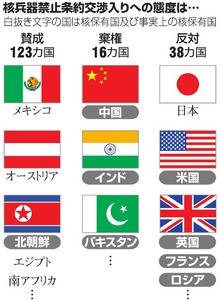 核兵器禁止条約交渉入りへの態度は…
白抜き文字の国は核保有国及び事実上の核保有国
賛成 棄権 反対
123カ国 16カ国 38カ国
メキシコ 中国 日本
オーストリア インド 米国
北朝鮮 パキスタン 英国
エジプト ⋮ フランス
南アフリカ ロシア
⋮ ⋮